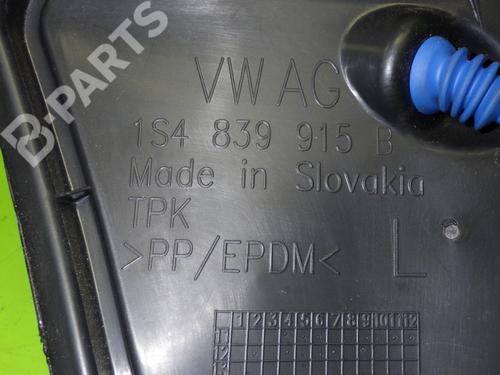 B-PARTS
VW AG
1S4 839 915 B
Made in Slovakia
TPK
>PP/EPDM<
L
1 2 3 4 5 6 7 8 9 10 11 12